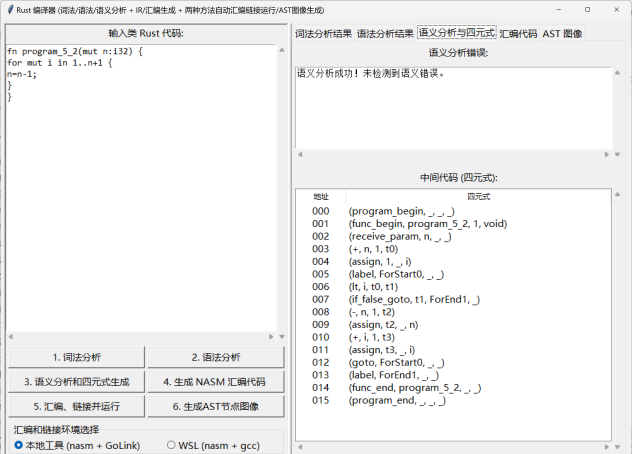 Rust 编译器 (词法/语法/语义分析 + IR/汇编生成 + 两种方法自动汇编链接运行/AST图像生成)
输入类 Rust 代码:
fn program_5_2(mut n:i32) {
for mut i in 1..n+1 {
n=n-1;
}
}
1. 词法分析
2. 语法分析
3. 语义分析和四元式生成
4. 生成 NASM 汇编代码
5. 汇编、链接并运行
6. 生成AST节点图像
汇编和链接环境选择
本地工具 (nasm + GoLink)
WSL (nasm + gcc)
词法分析结果 语法分析结果 语义分析与四元式 汇编代码 AST 图像
语义分析错误:
语义分析成功！未检测到语义错误。
中间代码 (四元式):
地址 四元式
000 (program_begin, _, _, _)
001 (func_begin, program_5_2, 1, void)
002 (receive_param, n, _, _)
003 (+, n, 1, t0)
004 (assign, 1, _, i)
005 (label, ForStart0, _, _)
006 (lt, i, t0, t1)
007 (if_false_goto, t1, ForEnd1, _)
008 (-, n, 1, t2)
009 (assign, t2, _, n)
010 (+, i, 1, t3)
011 (assign, t3, _, i)
012 (goto, ForStart0, _, _)
013 (label, ForEnd1, _, _)
014 (func_end, program_5_2, _, _)
015 (program_end, _, _, _)